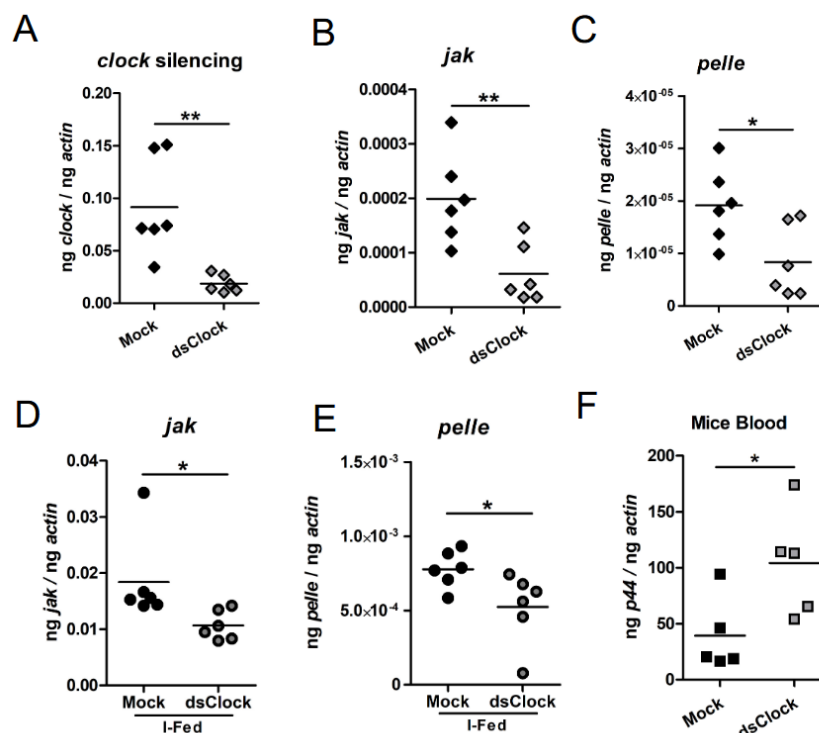 A
clock silencing
ng clock / ng actin
0.20
0.15
0.10
0.05
0.00
**
Mock
dsClock
B
jak
ng jak / ng actin
0.0004
0.0003
0.0002
0.0001
0.0000
**
Mock
dsClock
C
pelle
ng pelle / ng actin
4×10-05
3×10-05
2×10-05
1×10-05
0
*
Mock
dsClock
D
jak
ng jak / ng actin
0.04
0.03
0.02
0.01
0.00
*
Mock
dsClock
I-Fed
E
pelle
ng pelle / ng actin
1.5×10-3
1.0×10-3
5.0×10-4
0
*
Mock
dsClock
I-Fed
F
Mice Blood
ng p44 / ng actin
200
150
100
50
0
*
Mock
dsClock